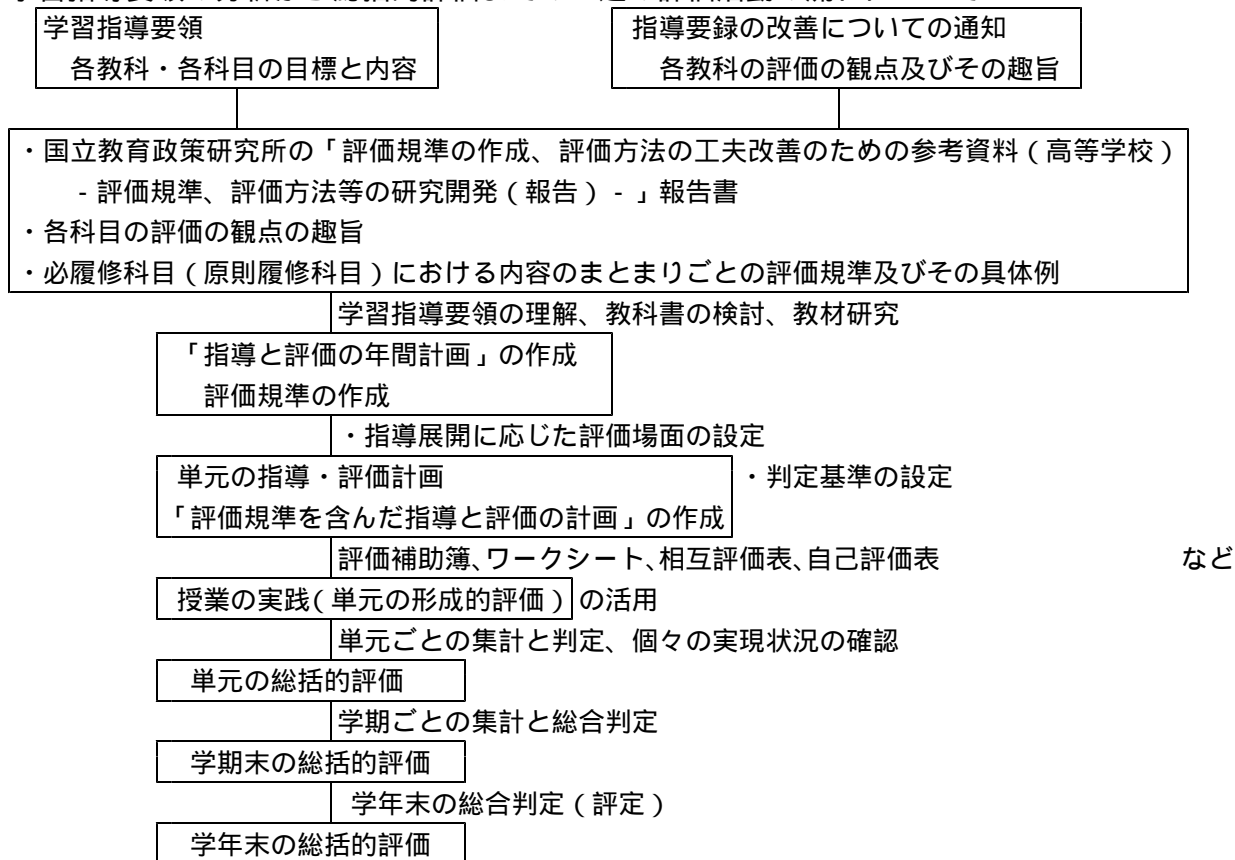 学習指導要領
指導要録の改善についての通知
各教科・各科目の目標と内容
各教科の評価の観点及びその趣旨
・国立教育政策研究所の「評価規準の作成、評価方法の工夫改善のための参考資料(高等学校)
-評価規準、評価方法等の研究開発(報告)-」報告書
・各科目の評価の観点の趣旨
・必履修科目(原則履修科目)における内容のまとまりごとの評価規準及びその具体例
学習指導要領の理解、教科書の検討、教材研究
「指導と評価の年間計画」の作成
評価規準の作成
・指導展開に応じた評価場面の設定
単元の指導・評価計画
・判定基準の設定
「評価規準を含んだ指導と評価の計画」の作成
評価補助簿、ワークシート、相互評価表、自己評価表 など
授業の実践(単元の形成的評価)の活用
単元ごとの集計と判定、個々の実現状況の確認
単元の総括的評価
学期ごとの集計と総合判定
学期末の総括的評価
学年末の総合判定(評定)
学年末の総括的評価